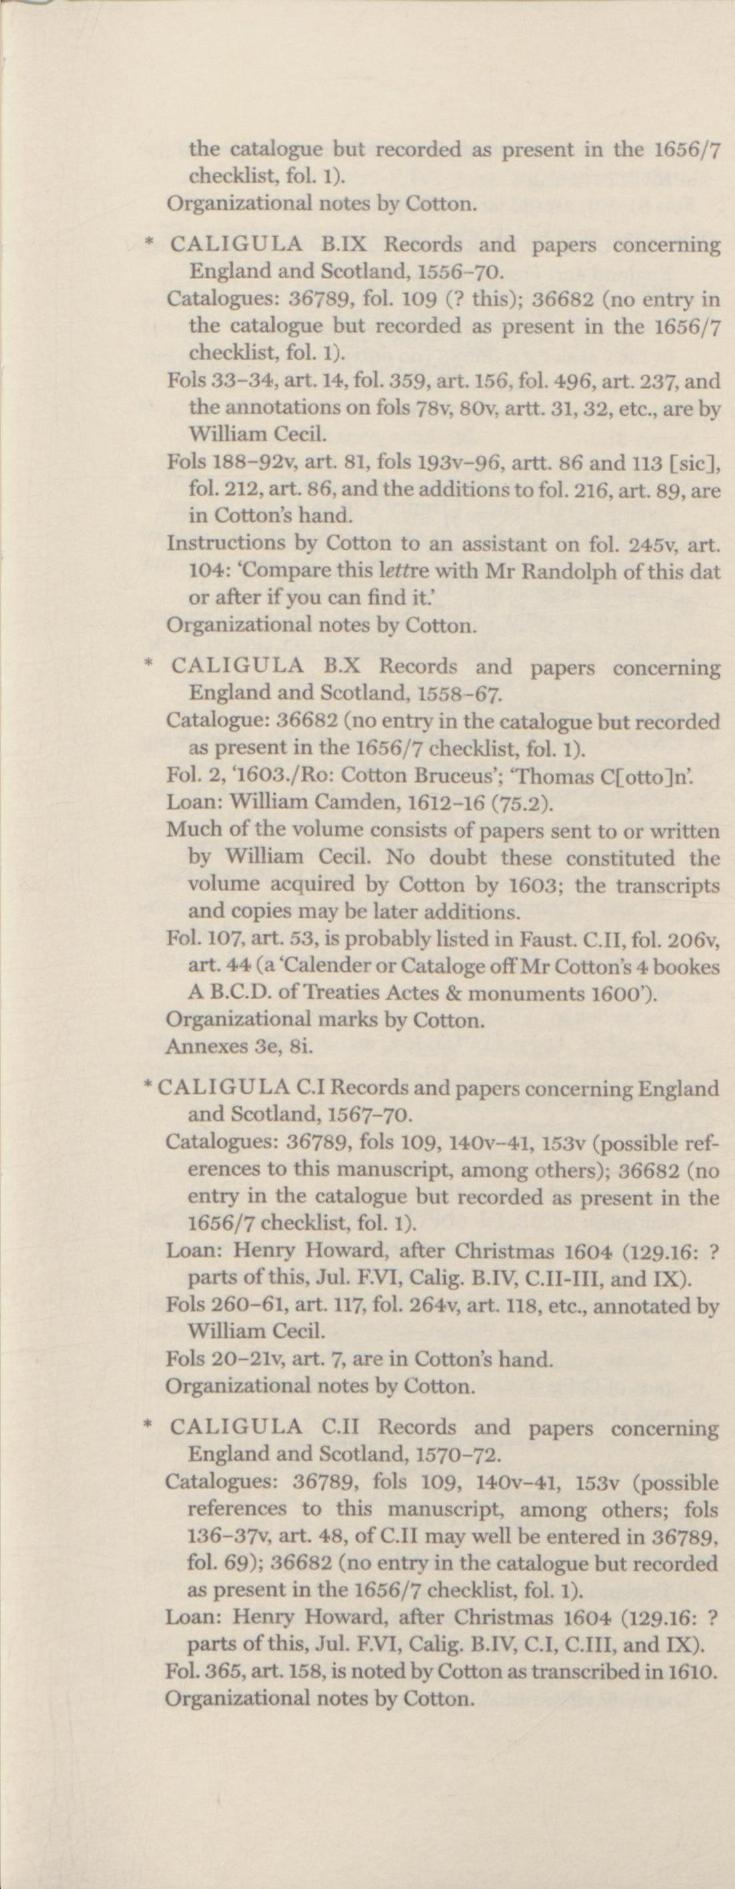 the catalogue but recorded as present in the 1656/7
checklist, fol. 1).
Organizational notes by Cotton.
* CALIGULA B.IX Records and papers concerning
England and Scotland, 1556–70.
Catalogues: 36789, fol. 109 (? this); 36682 (no entry in
the catalogue but recorded as present in the 1656/7
checklist, fol. 1).
Fols 33–34, art. 14, fol. 359, art. 156, fol. 496, art. 237, and
the annotations on fols 78v, 80v, artt. 31, 32, etc., are by
William Cecil.
Fols 188–92v, art. 81, fols 193v–96, artt. 86 and 113 [sic],
fol. 212, art. 86, and the additions to fol. 216, art. 89, are
in Cotton's hand.
Instructions by Cotton to an assistant on fol. 245v, art.
104: ‘Compare this lettre with Mr Randolph of this dat
or after if you can find it.’
Organizational notes by Cotton.
* CALIGULA B.X Records and papers concerning
England and Scotland, 1558–67.
Catalogue: 36682 (no entry in the catalogue but recorded
as present in the 1656/7 checklist, fol. 1).
Fol. 2, ‘1603./Ro: Cotton Bruceus’; ‘Thomas C[otto]n’.
Loan: William Camden, 1612–16 (75.2).
Much of the volume consists of papers sent to or written
by William Cecil. No doubt these constituted the
volume acquired by Cotton by 1603; the transcripts
and copies may be later additions.
Fol. 107, art. 53, is probably listed in Faust. C.II, fol. 206v,
art. 44 (a ‘Calender or Cataloge off Mr Cotton's 4 bookes
A B.C.D. of Treaties Actes & monuments 1600’).
Organizational marks by Cotton.
Annexes 3e, 8i.
* CALIGULA C.I Records and papers concerning England
and Scotland, 1567–70.
Catalogues: 36789, fols 109, 140v–41, 153v (possible ref-
erences to this manuscript, among others); 36682 (no
entry in the catalogue but recorded as present in the
1656/7 checklist, fol. 1).
Loan: Henry Howard, after Christmas 1604 (129.16: ?
parts of this, Jul. F.VI, Calig. B.IV, C.II-III, and IX).
Fols 260–61, art. 117, fol. 264v, art. 118, etc., annotated by
William Cecil.
Fols 20–21v, art. 7, are in Cotton's hand.
Organizational notes by Cotton.
* CALIGULA C.II Records and papers concerning
England and Scotland, 1570–72.
Catalogues: 36789, fols 109, 140v–41, 153v (possible
references to this manuscript, among others; fols
136–37v, art. 48, of C.II may well be entered in 36789,
fol. 69); 36682 (no entry in the catalogue but recorded
as present in the 1656/7 checklist, fol. 1).
Loan: Henry Howard, after Christmas 1604 (129.16: ?
parts of this, Jul. F.VI, Calig. B.IV, C.I, C.III, and IX).
Fol. 365, art. 158, is noted by Cotton as transcribed in 1610.
Organizational notes by Cotton.